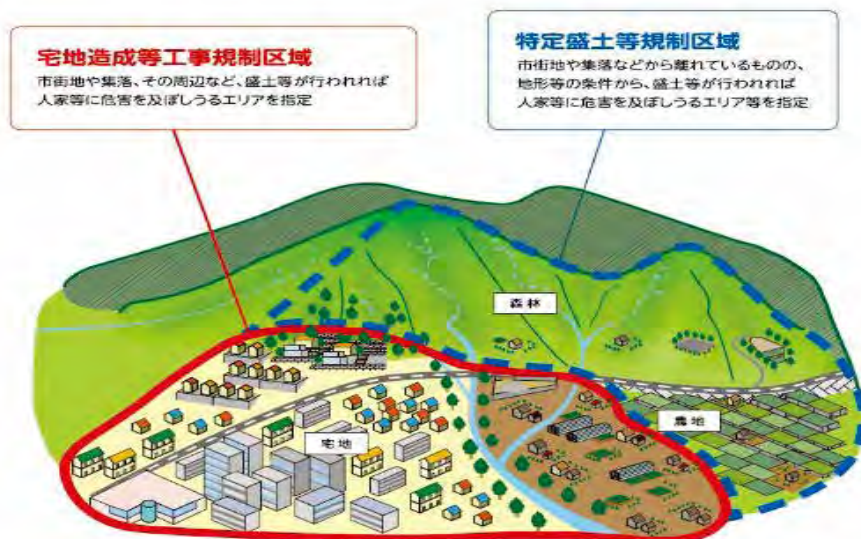 宅地造成等工事規制区域
市街地や集落、その周辺など、盛土等が行われれば
人家等に危害を及ぼしうるエリアを指定
特定盛土等規制区域
市街地や集落などから離れているものの、
地形等の条件から、盛土等が行われれば
人家等に危害を及ぼしうるエリア等を指定
森林
農地
宅地